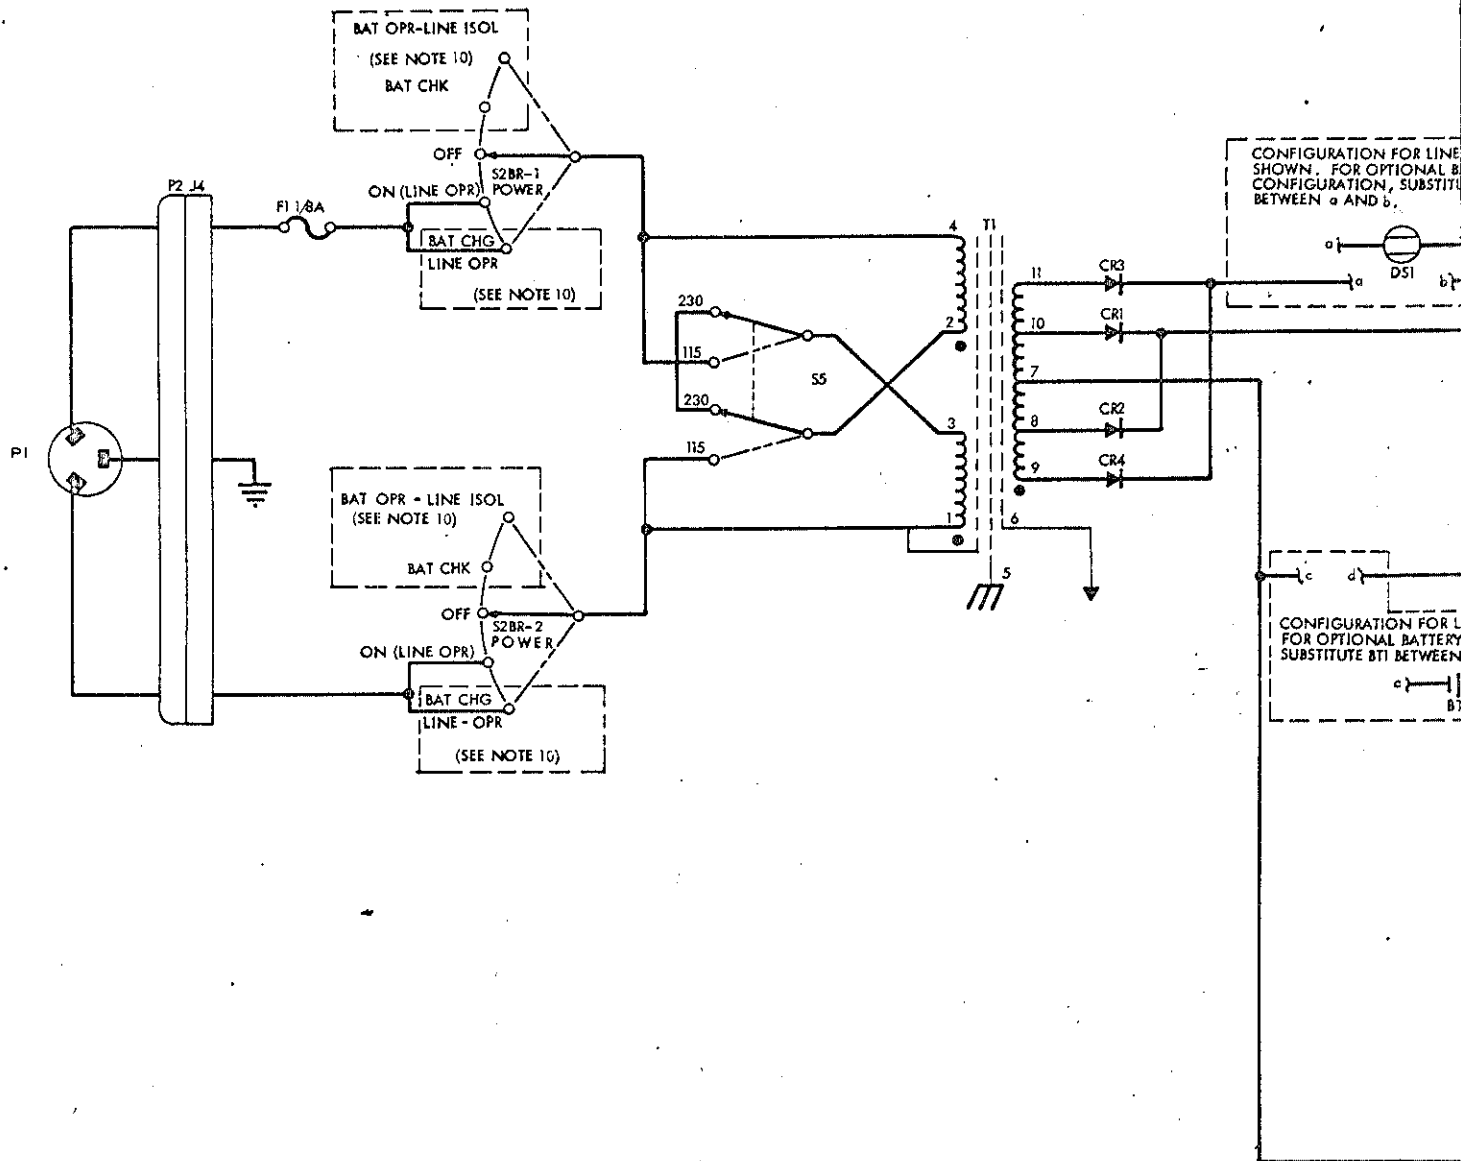 BAT OPR-LINE ISOL
(SEE NOTE 10)
BAT CHK
OFF
S2BR-1
POWER
ON (LINE OPR)
P2 J4
F1 1/8A
BAT CHG
LINE OPR
(SEE NOTE 10)
230
115
230
115
S5
4
T1
2
3
1
11
CR3
10
CR1
7
8
CR2
9
CR4
6
5
CONFIGURATION FOR LINE
SHOWN. FOR OPTIONAL B
CONFIGURATION, SUBSTIT
BETWEEN a AND b.
a
DS1
a
b
P1
BAT OPR - LINE ISOL
(SEE NOTE 10)
BAT CHK
OFF
S2BR-2
POWER
ON (LINE OPR)
BAT CHG
LINE - OPR
(SEE NOTE 10)
c
d
CONFIGURATION FOR L
FOR OPTIONAL BATTERY
SUBSTITUTE BT1 BETWEEN
c